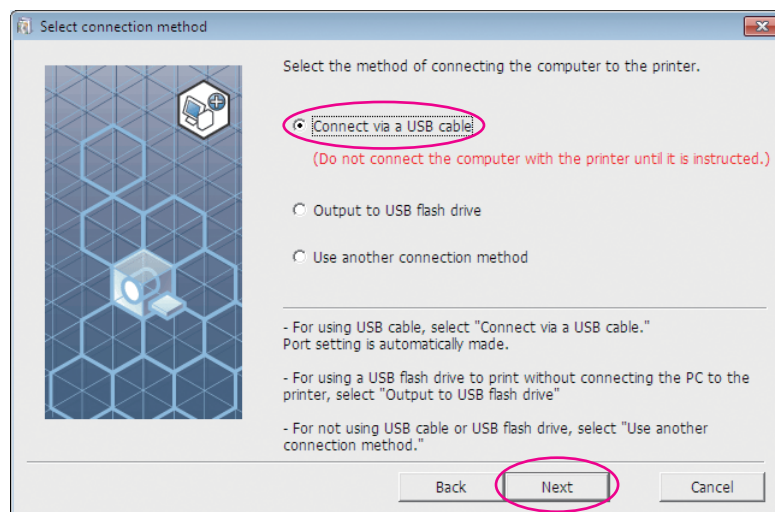 Select connection method
Select the method of connecting the computer to the printer.
Connect via a USB cable
(Do not connect the computer with the printer until it is instructed.)
Output to USB flash drive
Use another connection method
- For using USB cable, select "Connect via a USB cable."
Port setting is automatically made.
- For using a USB flash drive to print without connecting the PC to the
printer, select "Output to USB flash drive"
- For not using USB cable or USB flash drive, select "Use another
connection method."
Back
Next
Cancel